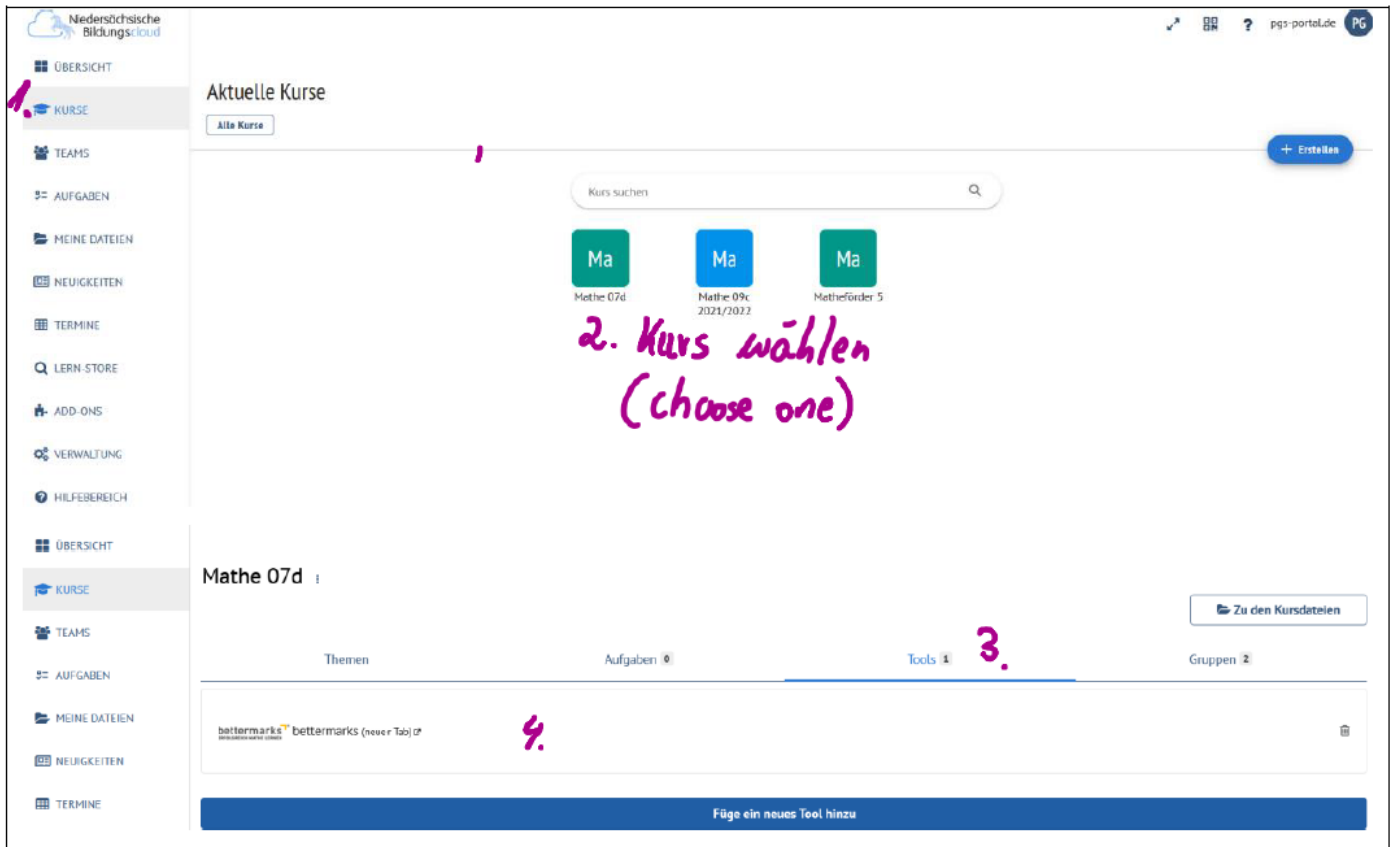 Niedersächsische
Bildungscloud
? pgs-portal.de PG
ÜBERSICHT
1. KURSE
TEAMS
AUFGABEN
MEINE DATEIEN
NEUIGKEITEN
TERMINE
LERN-STORE
ADD-ONS
VERWALTUNG
HILFEBEREICH
Aktuelle Kurse
Alle Kurse
+ Erstellen
Kurs suchen
Ma Ma Ma
Mathe 07d Mathe 09c Matheförder 5
2021/2022
2. Kurs wählen
(choose one)
ÜBERSICHT
KURSE
TEAMS
AUFGABEN
MEINE DATEIEN
NEUIGKEITEN
TERMINE
Mathe 07d
Zu den Kursdateien
Themen Aufgaben 0 Tools 1 3. Gruppen 2
bettermarks bettermarks (neuer Tab) 4.
Füge ein neues Tool hinzu